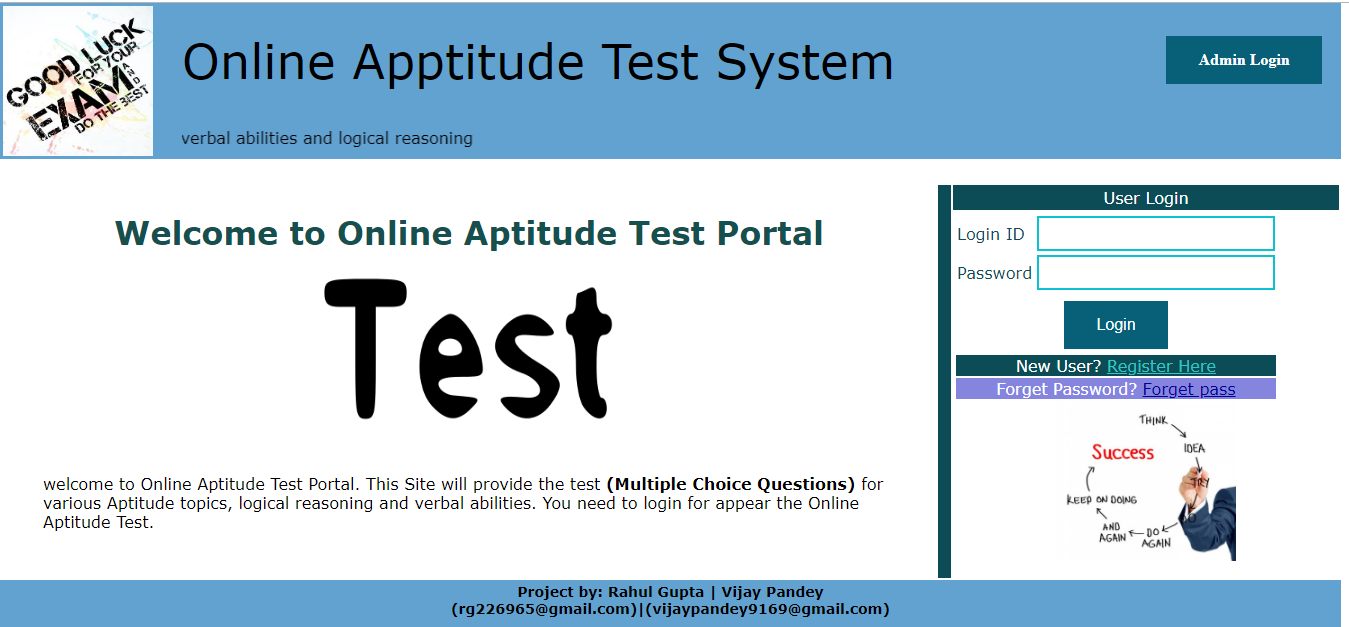 GOOD LUCK
FOR YOUR
EXAM AND
DO THE BEST
Online Apptitude Test System
verbal abilities and logical reasoning
Admin Login
Welcome to Online Aptitude Test Portal
Test
welcome to Online Aptitude Test Portal. This Site will provide the test (Multiple Choice Questions) for
various Aptitude topics, logical reasoning and verbal abilities. You need to login for appear the Online
Aptitude Test.
User Login
Login ID
Password
Login
New User? Register Here
Forget Password? Forget pass
THINK
IDEA
TRY
DO
AGAIN
AND
AGAIN
KEEP ON DOING
Success
Project by: Rahul Gupta | Vijay Pandey
(rg226965@gmail.com)|(vijaypandey9169@gmail.com)